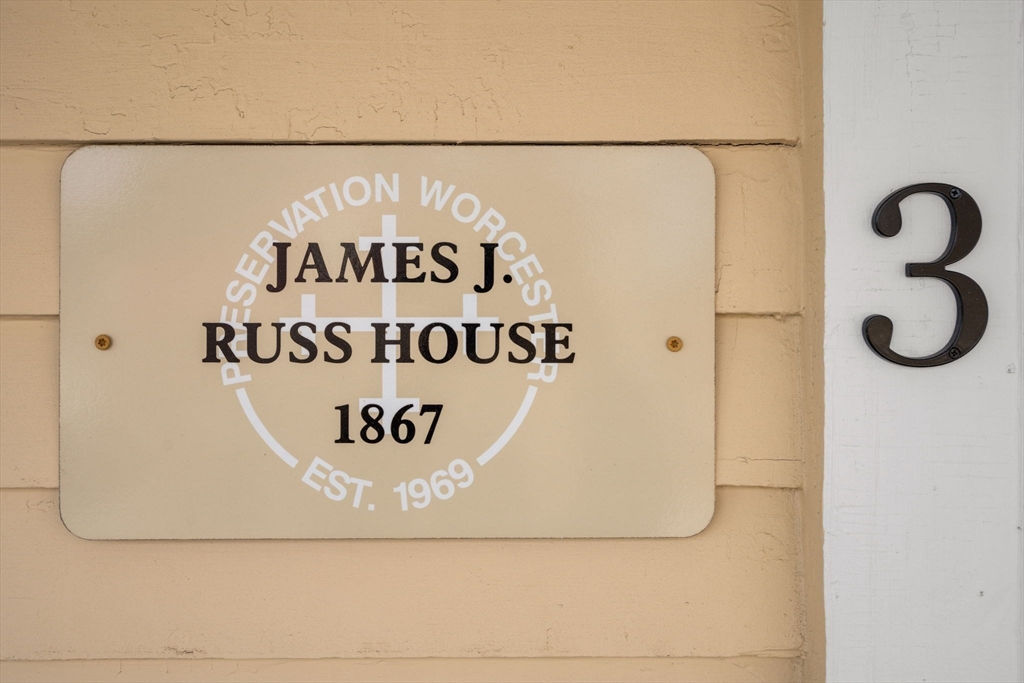 PRESERVATION WORCESTER
JAMES J.
RUSS HOUSE
1867
EST. 1969
3